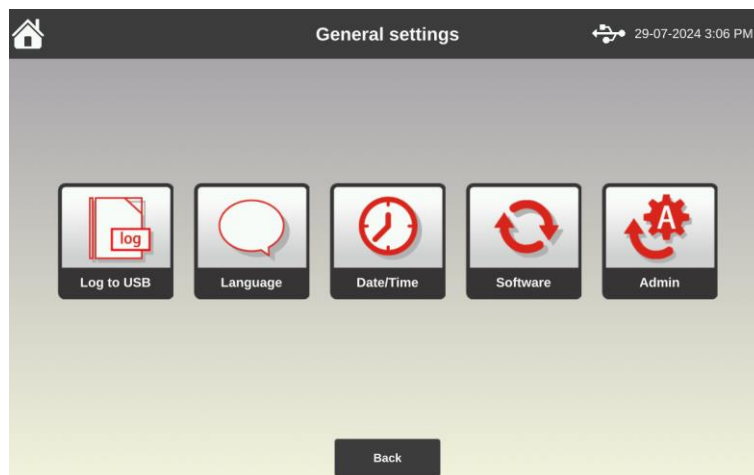 General settings
29-07-2024 3:06 PM
log
A
Log to USB
Language
Date/Time
Software
Admin
Back